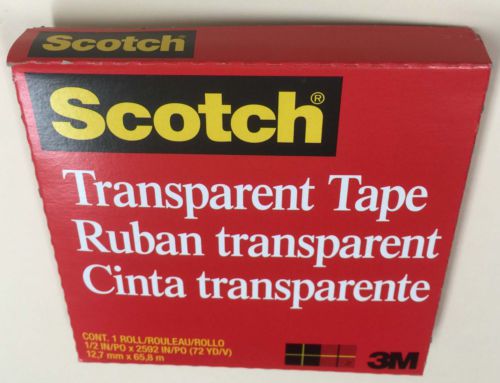 Scotch
Scotch®
Transparent Tape
Ruban transparent
Cinta transparente
CONT. 1 ROLL/ROULEAU/ROLLO
1/2 IN/PO x 2592 IN/PO (72 YD/V)
12,7 mm x 65,8 m
3M